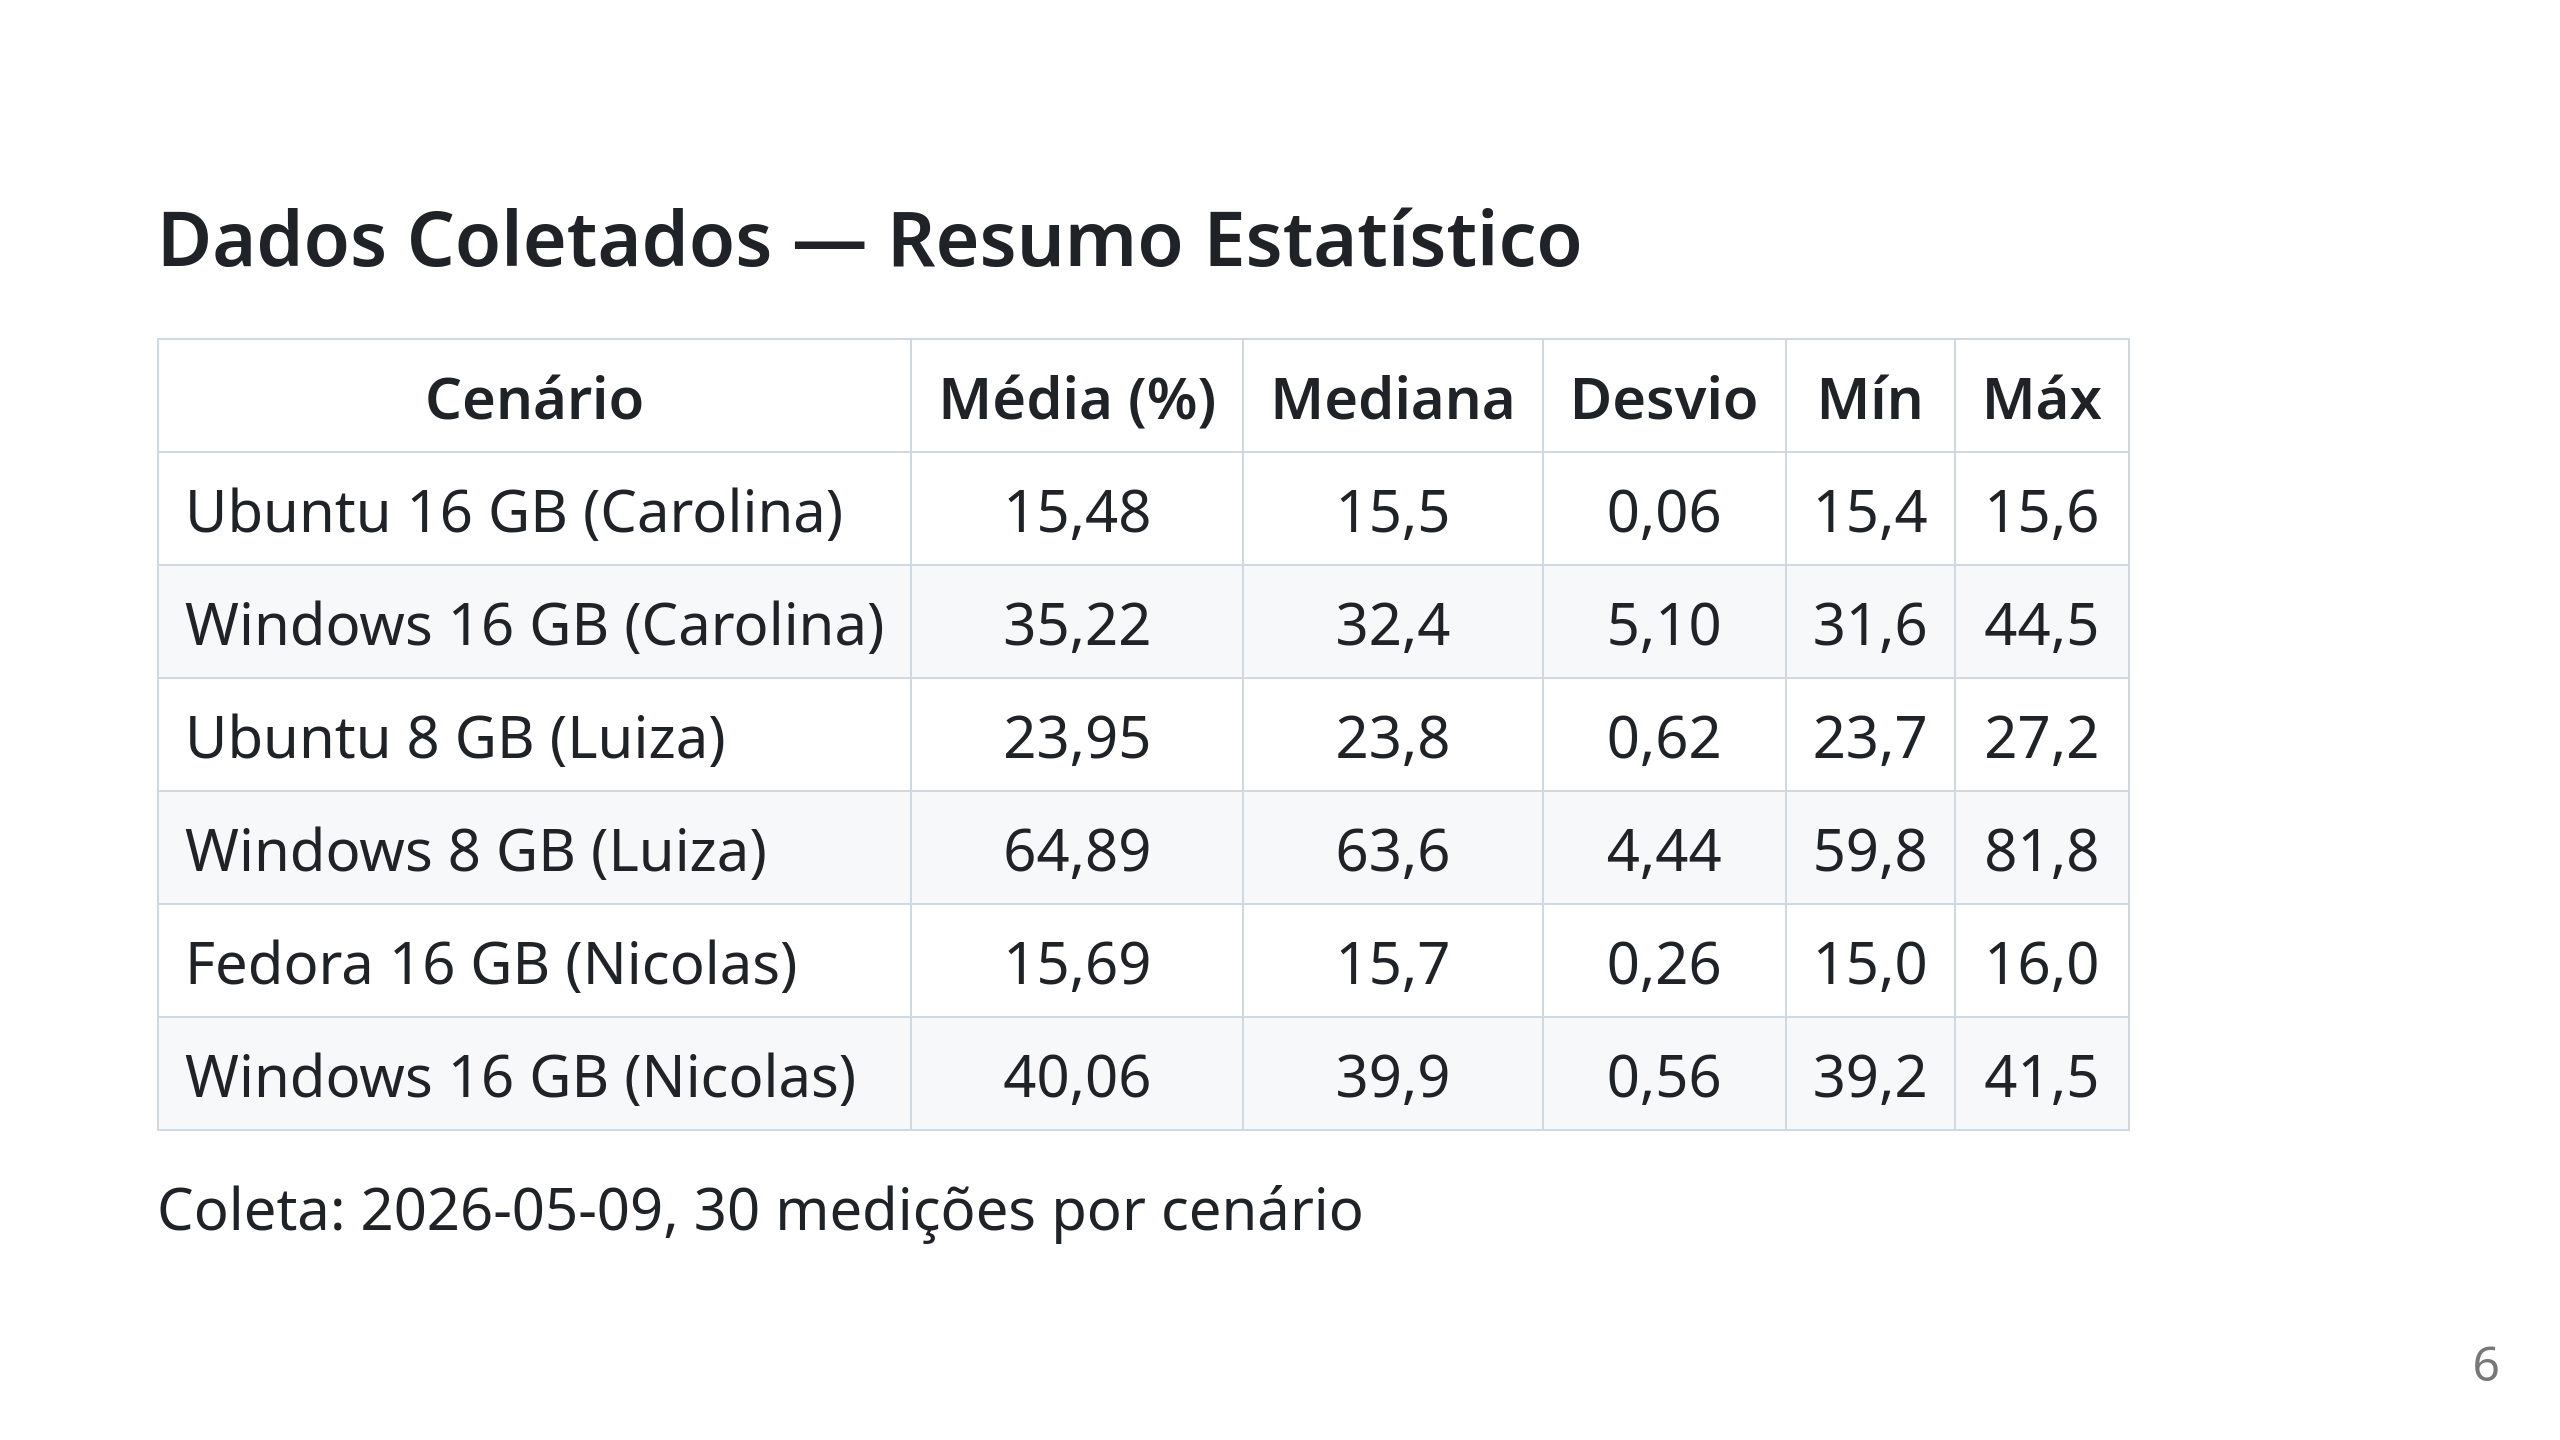 Dados Coletados — Resumo Estatístico
Cenário Média (%) Mediana Desvio Mín Máx
Ubuntu 16 GB (Carolina) 15,48 15,5 0,06 15,4 15,6
Windows 16 GB (Carolina) 35,22 32,4 5,10 31,6 44,5
Ubuntu 8 GB (Luiza) 23,95 23,8 0,62 23,7 27,2
Windows 8 GB (Luiza) 64,89 63,6 4,44 59,8 81,8
Fedora 16 GB (Nicolas) 15,69 15,7 0,26 15,0 16,0
Windows 16 GB (Nicolas) 40,06 39,9 0,56 39,2 41,5
Coleta: 2026-05-09, 30 medições por cenário
6